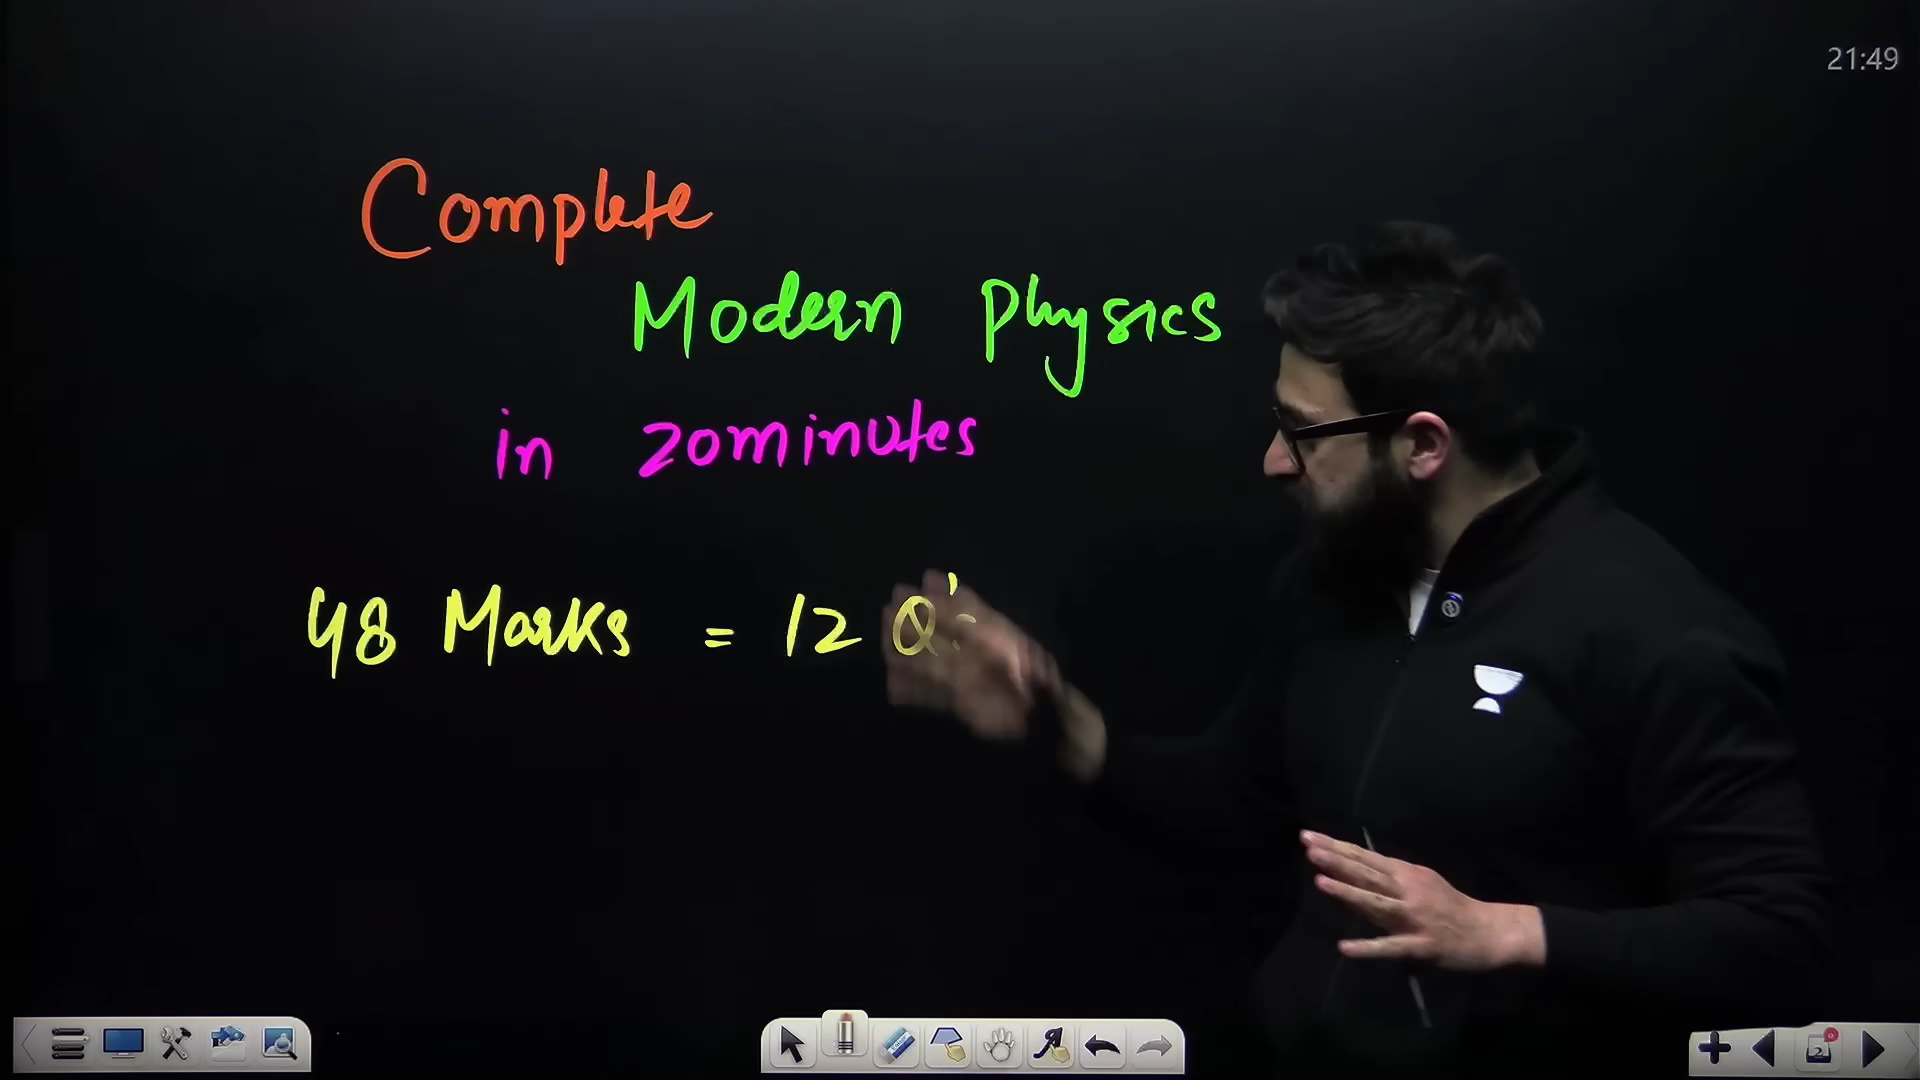 21:49
Complete
Modern Physics
in 20minutes
48 Marks = 12 Q's